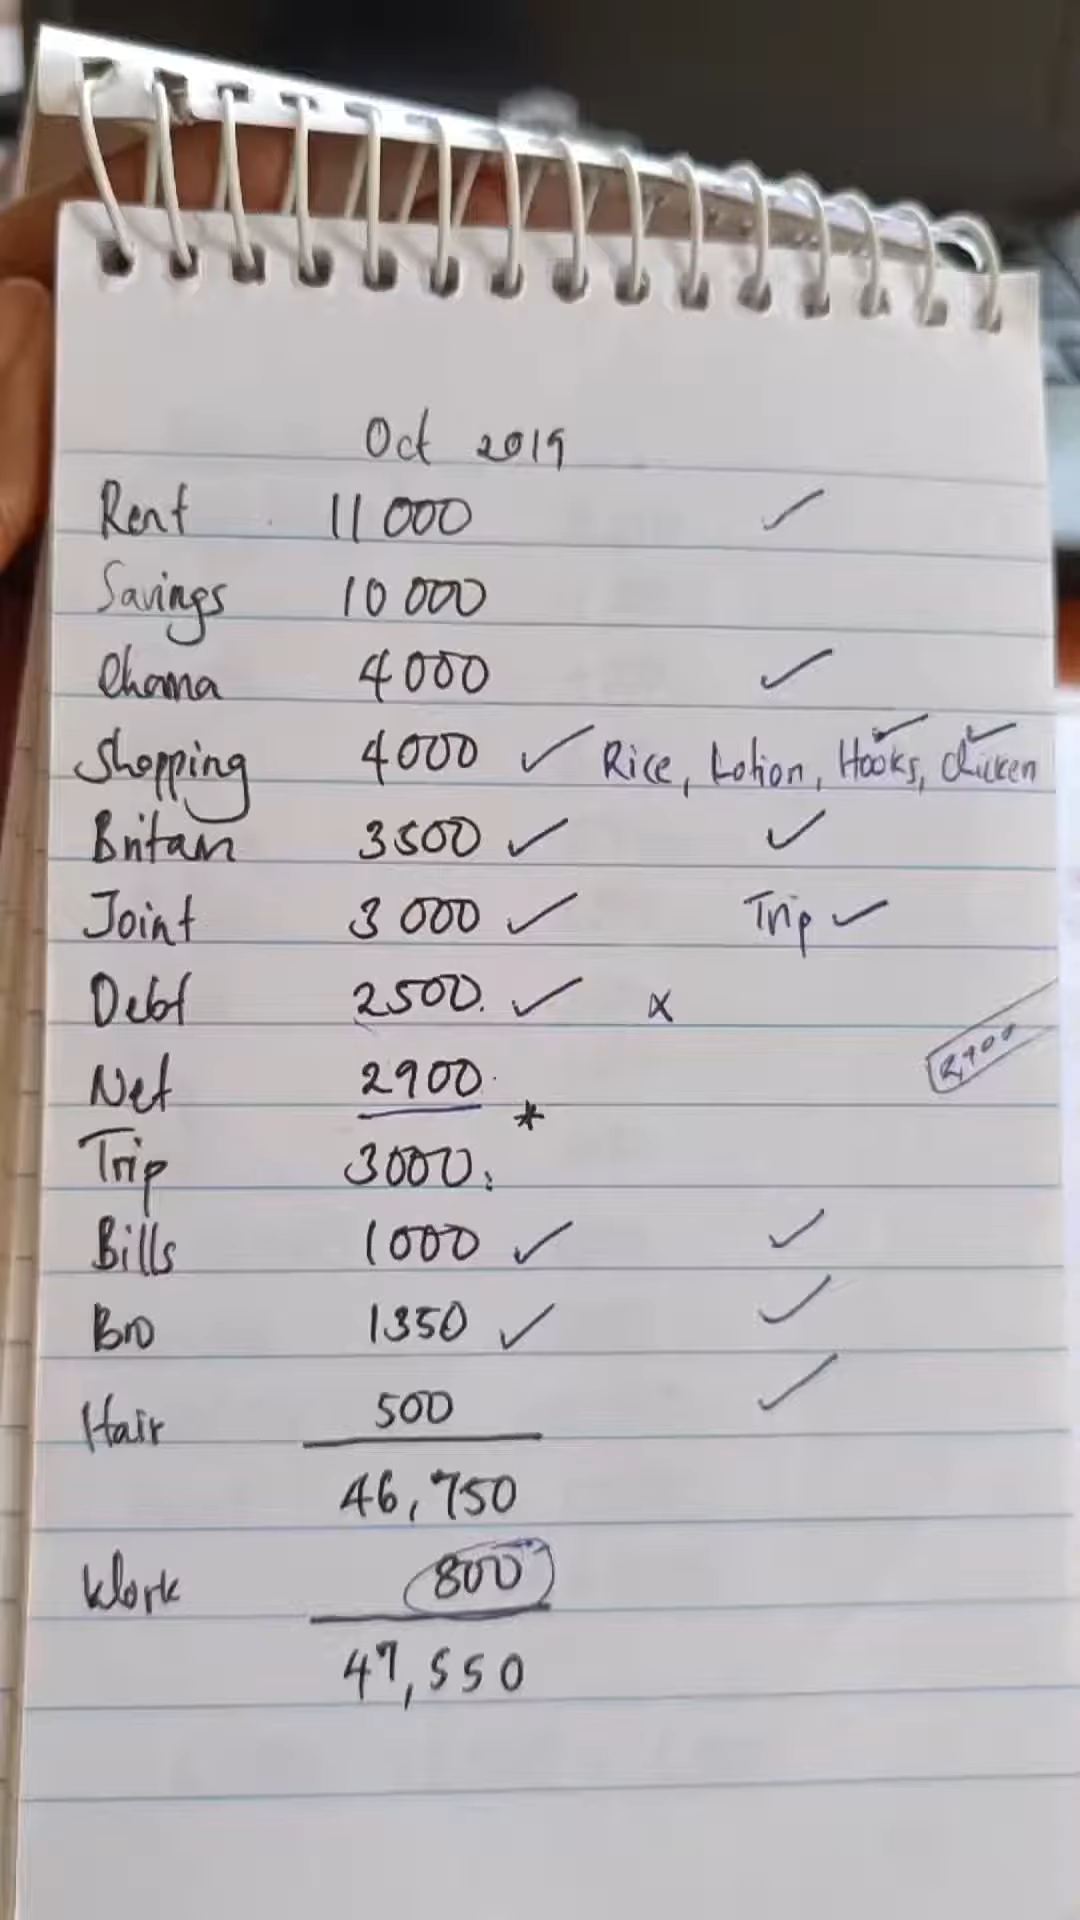 Oct 2019
Rent 11 000 ✓
Savings 10 000
Chama 4000 ✓
Shopping 4000 ✓ Rice, Lotion, Hooks, ✓ Chicken ✓
Britam 3500 ✓ ✓
Joint 3 000 ✓ Trip ✓
Debt 2500. ✓ x
Net 2900 2,900
*
Trip 3000
Bills 1000 ✓ ✓
Bro 1350 ✓ ✓
Hair 500 ✓
46,750
Work 800
47,550